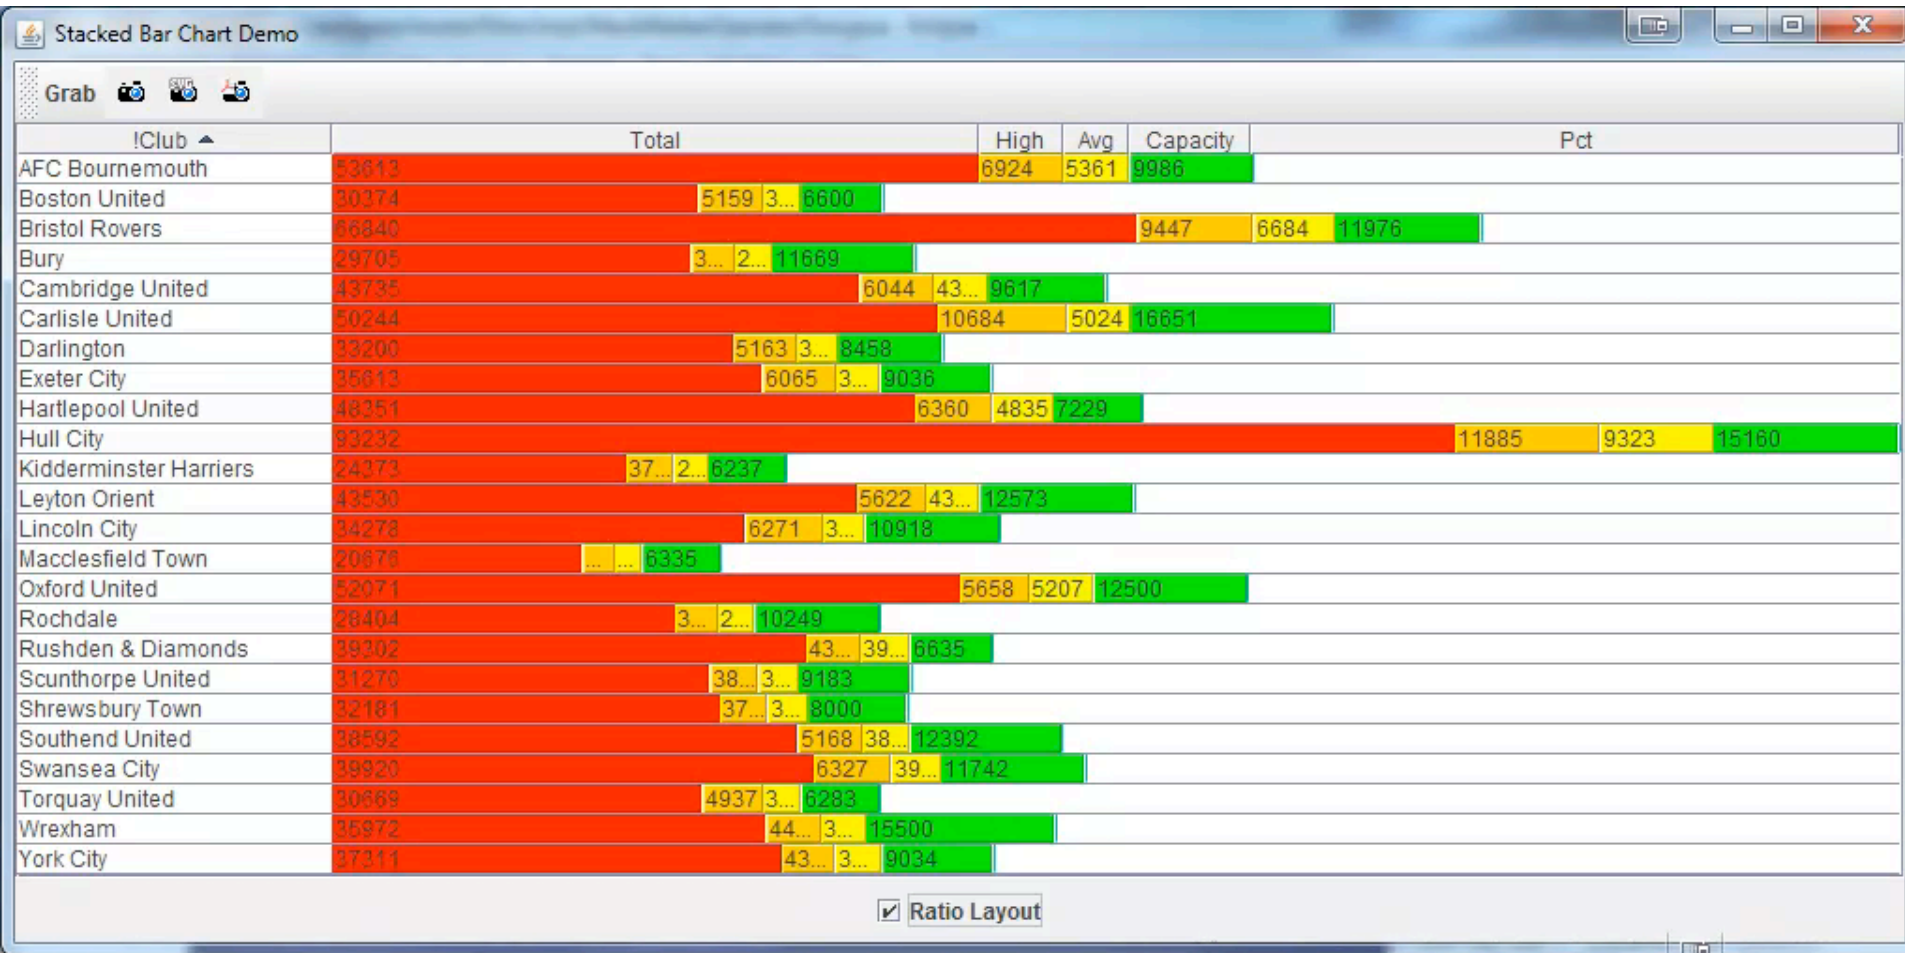 Stacked Bar Chart Demo
Grab
!Club Total High Avg Capacity Pct
AFC Bournemouth 53613 6924 5361 9986
Boston United 30374 5159 3... 6600
Bristol Rovers 66840 9447 6684 11976
Bury 29705 3... 2... 11669
Cambridge United 43735 6044 43... 9617
Carlisle United 50244 10684 5024 16651
Darlington 33200 5163 3... 8458
Exeter City 35613 6065 3... 9036
Hartlepool United 48351 6360 4835 7229
Hull City 93232 11885 9323 15160
Kidderminster Harriers 24373 37... 2... 6237
Leyton Orient 43530 5622 43... 12573
Lincoln City 34278 6271 3... 10918
Macclesfield Town 20676 ... ... 6335
Oxford United 52071 5658 5207 12500
Rochdale 28404 3... 2... 10249
Rushden & Diamonds 39302 43... 39... 6635
Scunthorpe United 31270 38... 3... 9183
Shrewsbury Town 32181 37... 3... 8000
Southend United 38592 5168 38... 12392
Swansea City 39920 6327 39... 11742
Torquay United 30669 4937 3... 6283
Wrexham 35972 44... 3... 15500
York City 37311 43... 3... 9034
Ratio Layout